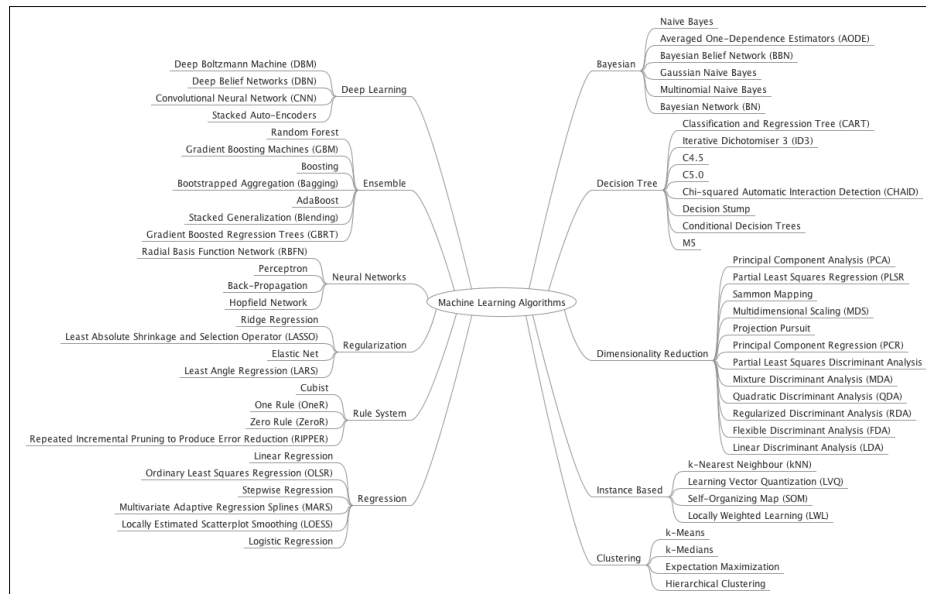 Machine Learning Algorithms
Deep Learning
Deep Boltzmann Machine (DBM)
Deep Belief Networks (DBN)
Convolutional Neural Network (CNN)
Stacked Auto-Encoders
Ensemble
Random Forest
Gradient Boosting Machines (GBM)
Boosting
Bootstrapped Aggregation (Bagging)
AdaBoost
Stacked Generalization (Blending)
Gradient Boosted Regression Trees (GBRT)
Neural Networks
Radial Basis Function Network (RBFN)
Perceptron
Back-Propagation
Hopfield Network
Regularization
Ridge Regression
Least Absolute Shrinkage and Selection Operator (LASSO)
Elastic Net
Least Angle Regression (LARS)
Rule System
Cubist
One Rule (OneR)
Zero Rule (ZeroR)
Repeated Incremental Pruning to Produce Error Reduction (RIPPER)
Regression
Linear Regression
Ordinary Least Squares Regression (OLSR)
Stepwise Regression
Multivariate Adaptive Regression Splines (MARS)
Locally Estimated Scatterplot Smoothing (LOESS)
Logistic Regression
Bayesian
Naive Bayes
Averaged One-Dependence Estimators (AODE)
Bayesian Belief Network (BBN)
Gaussian Naive Bayes
Multinomial Naive Bayes
Bayesian Network (BN)
Decision Tree
Classification and Regression Tree (CART)
Iterative Dichotomiser 3 (ID3)
C4.5
C5.0
Chi-squared Automatic Interaction Detection (CHAID)
Decision Stump
Conditional Decision Trees
M5
Dimensionality Reduction
Principal Component Analysis (PCA)
Partial Least Squares Regression (PLSR
Sammon Mapping
Multidimensional Scaling (MDS)
Projection Pursuit
Principal Component Regression (PCR)
Partial Least Squares Discriminant Analysis
Mixture Discriminant Analysis (MDA)
Quadratic Discriminant Analysis (QDA)
Regularized Discriminant Analysis (RDA)
Flexible Discriminant Analysis (FDA)
Linear Discriminant Analysis (LDA)
Instance Based
k-Nearest Neighbour (kNN)
Learning Vector Quantization (LVQ)
Self-Organizing Map (SOM)
Locally Weighted Learning (LWL)
Clustering
k-Means
k-Medians
Expectation Maximization
Hierarchical Clustering